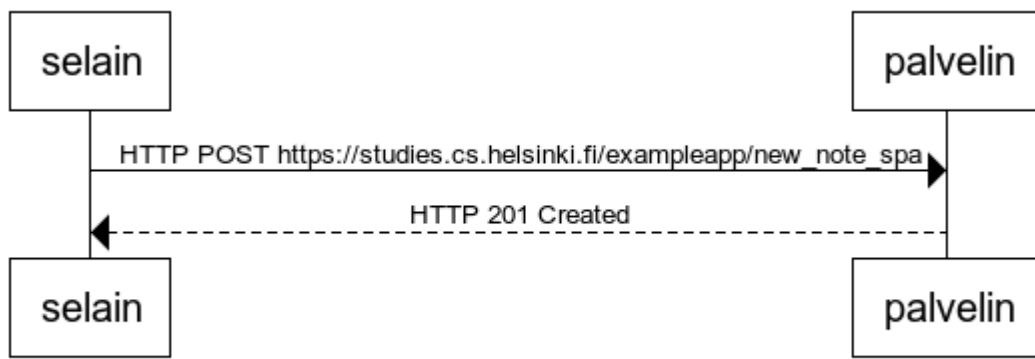 selain
palvelin
HTTP POST https://studies.cs.helsinki.fi/exampleapp/new_note_spa
HTTP 201 Created
selain
palvelin